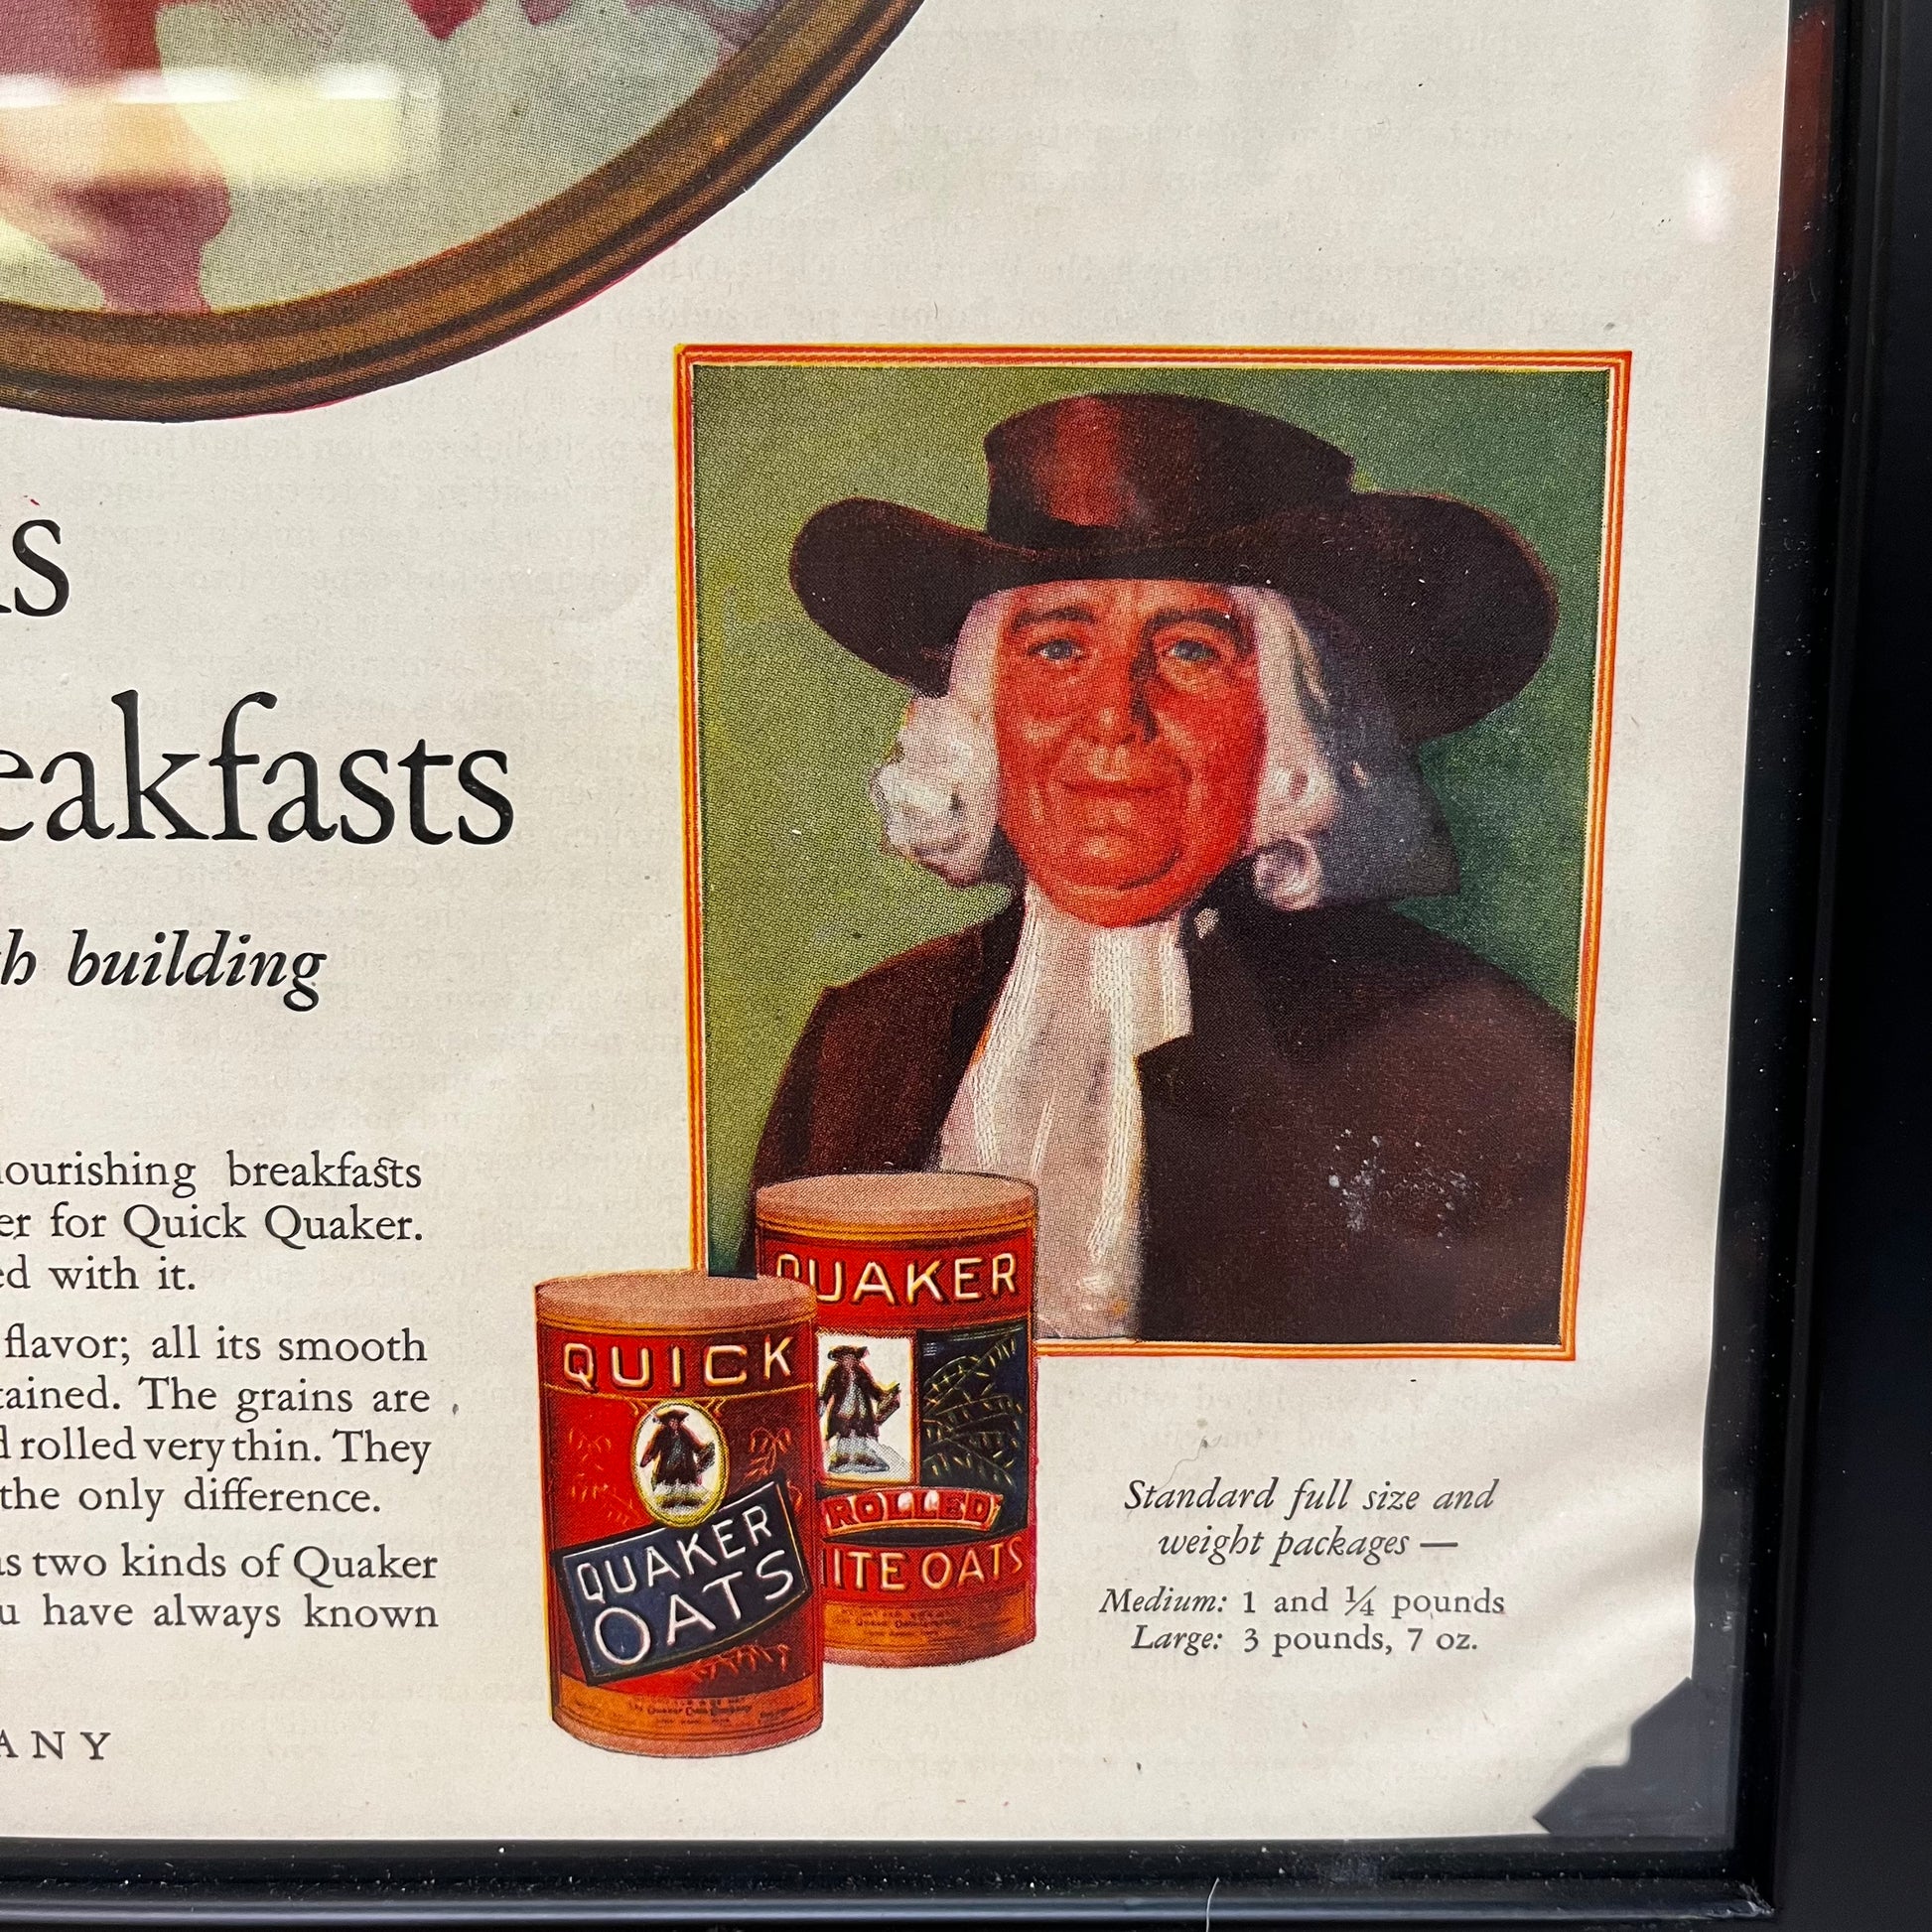 s
eakfasts
h building
nourishing breakfasts
er for Quick Quaker.
ed with it.
flavor; all its smooth
tained. The grains are
d rolled very thin. They
the only difference.
as two kinds of Quaker
u have always known
ANY
QUICK
QUAKER
OATS
QUAKER
ROLLED
ITE OATS
Standard full size and
weight packages —
Medium: 1 and ¼ pounds
Large: 3 pounds, 7 oz.